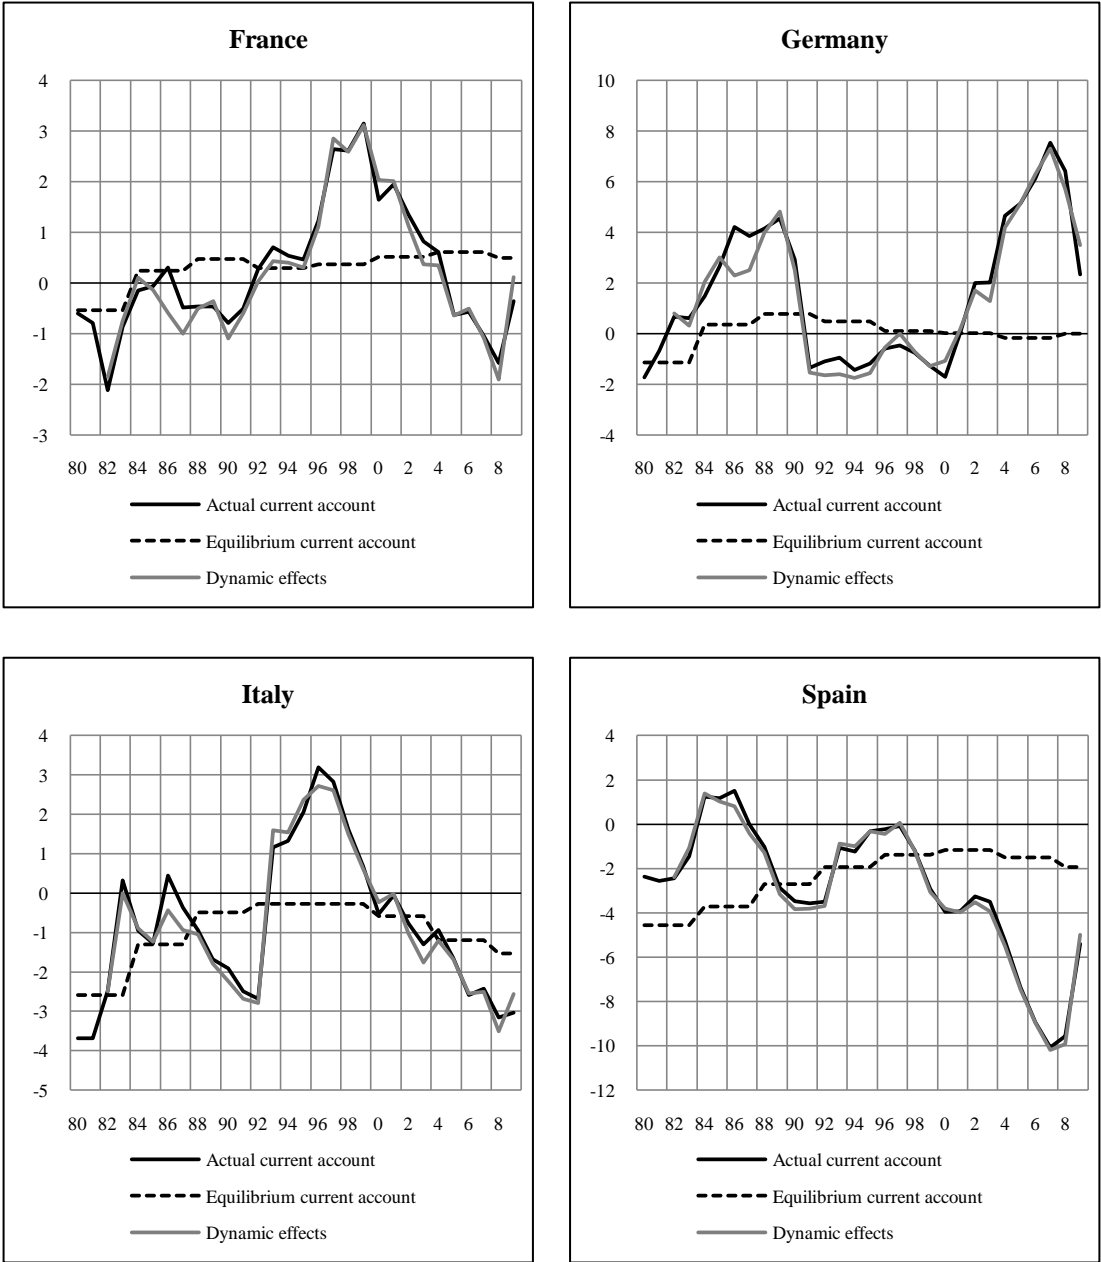 France
4
3
2
1
0
-1
-2
-3
80 82 84 86 88 90 92 94 96 98 0 2 4 6 8
Actual current account
Equilibrium current account
Dynamic effects
Germany
10
8
6
4
2
0
-2
-4
80 82 84 86 88 90 92 94 96 98 0 2 4 6 8
Actual current account
Equilibrium current account
Dynamic effects
Italy
4
3
2
1
0
-1
-2
-3
-4
-5
80 82 84 86 88 90 92 94 96 98 0 2 4 6 8
Actual current account
Equilibrium current account
Dynamic effects
Spain
4
2
0
-2
-4
-6
-8
-10
-12
80 82 84 86 88 90 92 94 96 98 0 2 4 6 8
Actual current account
Equilibrium current account
Dynamic effects